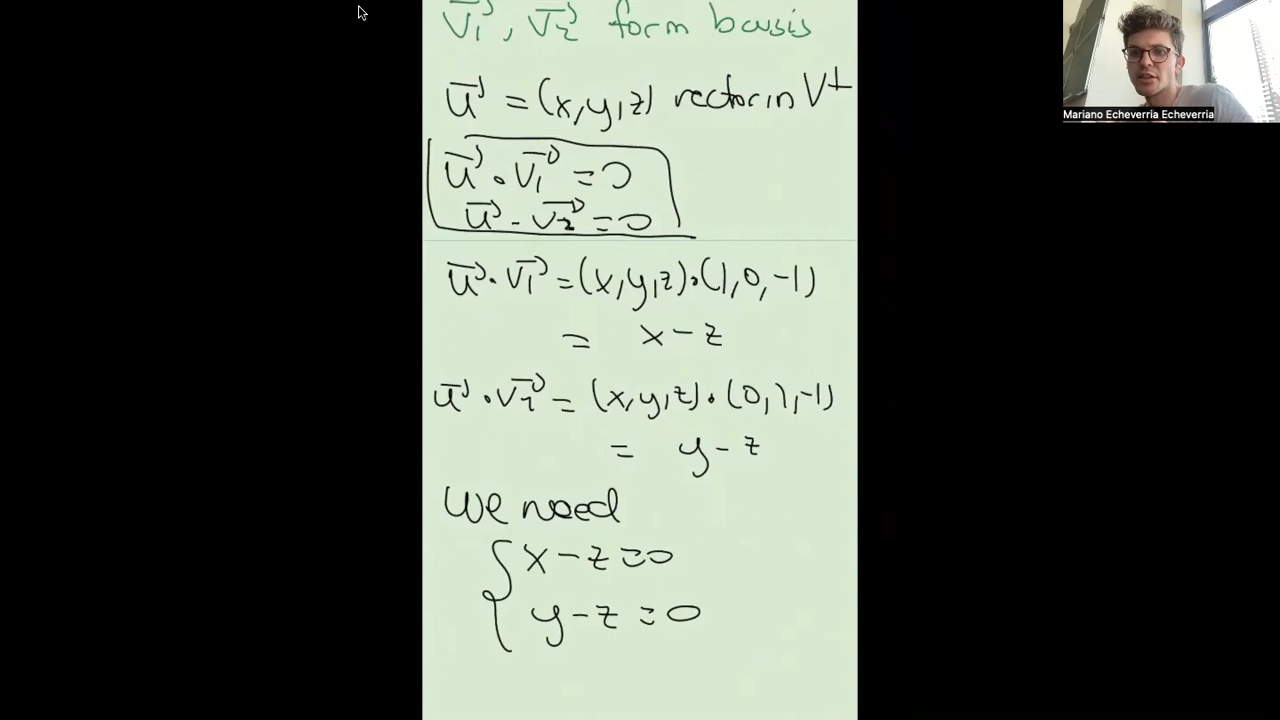 v₁⃗, v₂⃗ form basis
u⃗ = (x,y,z) vector in V⊥
u⃗ · v₁⃗ = 0
u⃗ · v₂⃗ = 0
u⃗ · v₁⃗ = (x,y,z)·(1,0,-1)
= x - z
u⃗ · v₂⃗ = (x,y,z)·(0,1,-1)
= y - z
We need
{ x - z = 0
y - z = 0
Mariano Echeverria Echeverria